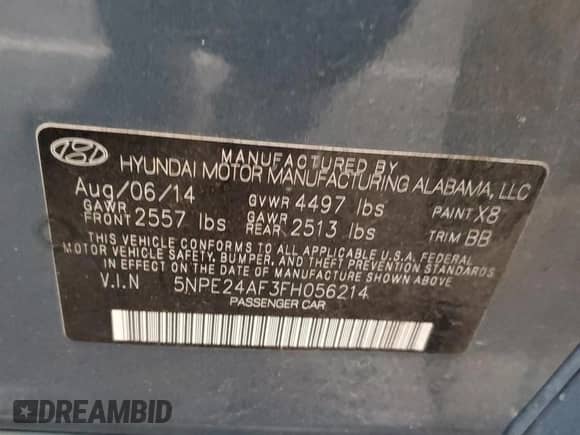 MANUFACTURED BY
HYUNDAI MOTOR MANUFACTURING ALABAMA, LLC
Aug/06/14 GVWR 4497 lbs PAINT X8
GAWR FRONT 2557 lbs GAWR REAR 2513 lbs TRIM BB
THIS VEHICLE CONFORMS TO ALL APPLICABLE U.S.A. FEDERAL
MOTOR VEHICLE SAFETY, BUMPER, AND THEFT PREVENTION STANDARDS
IN EFFECT ON THE DATE OF MANUFACTURE SHOWN ABOVE.
V.I.N 5NPE24AF3FH056214
PASSENGER CAR
DREAMBID